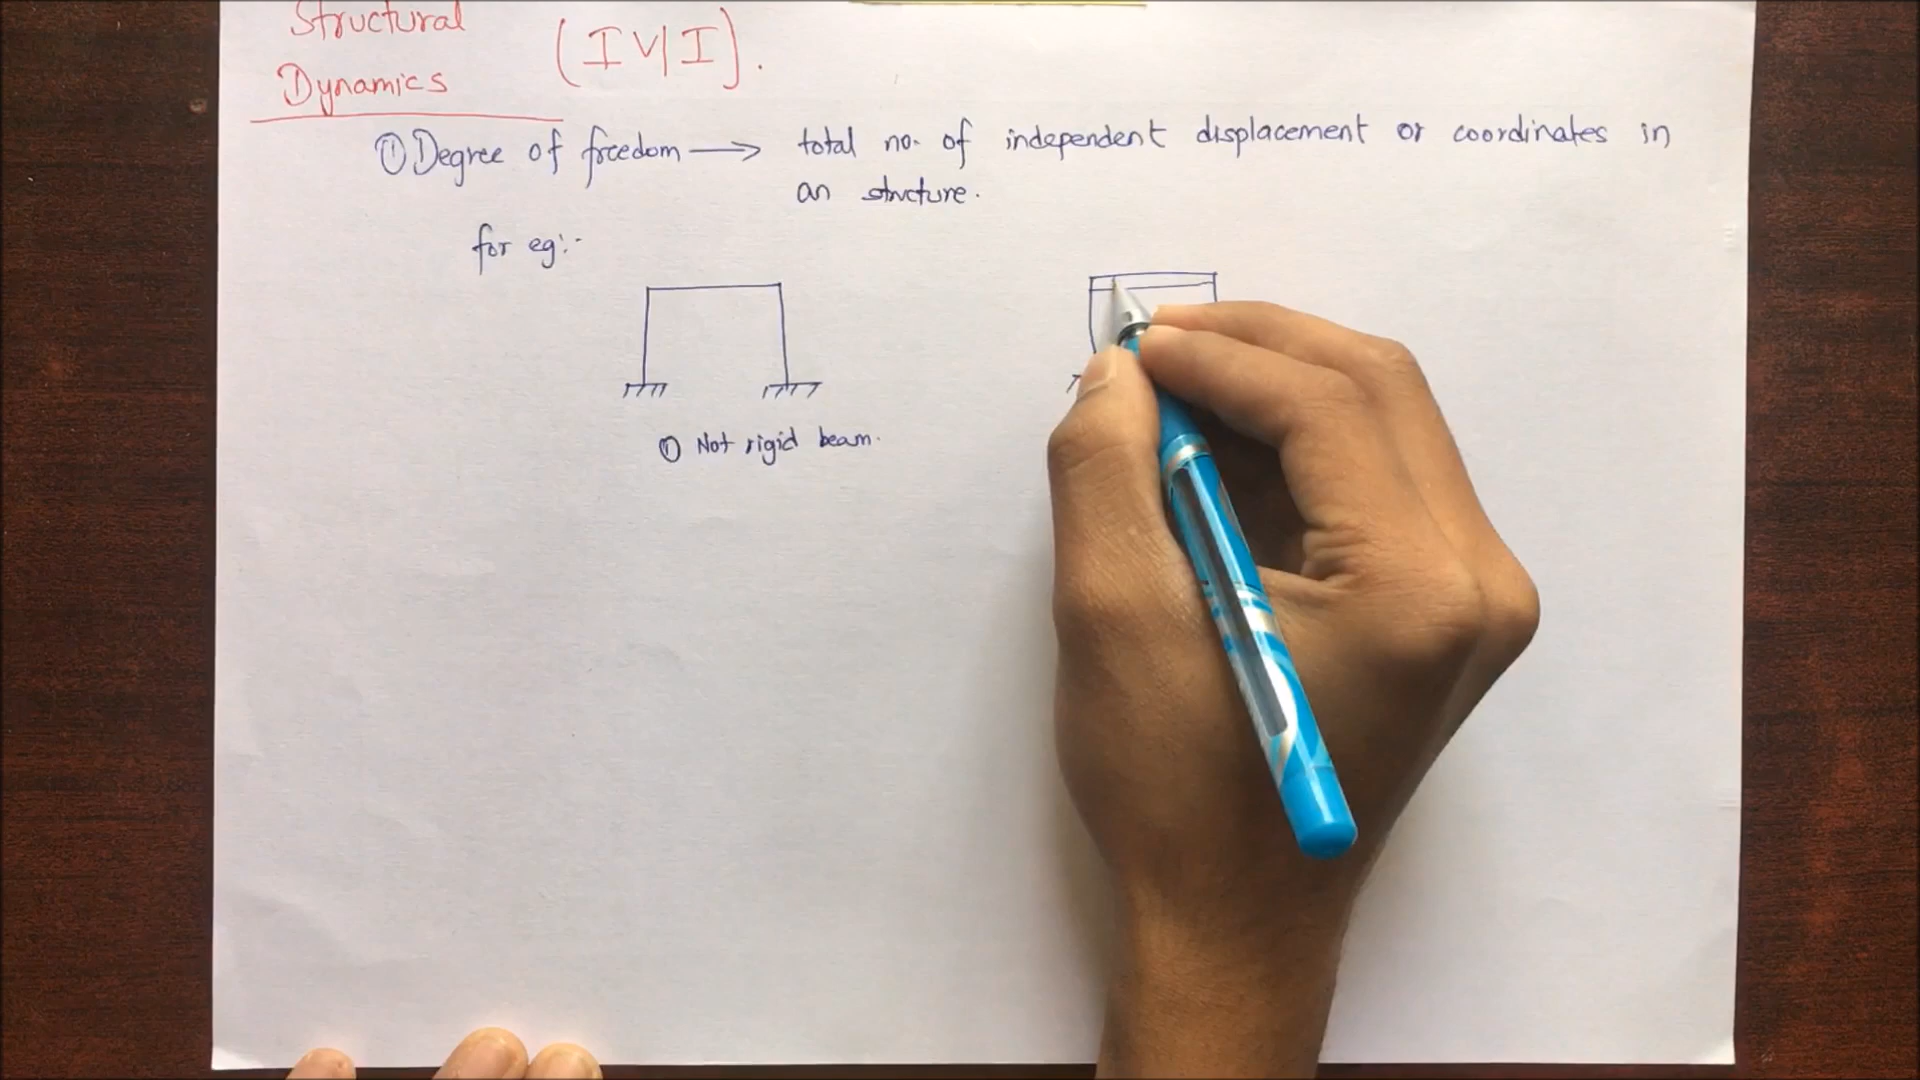 Structural
Dynamics (IV/I).
① Degree of freedom → total no. of independent displacement or coordinates in
an structure.
for eg:-
① Not rigid beam.